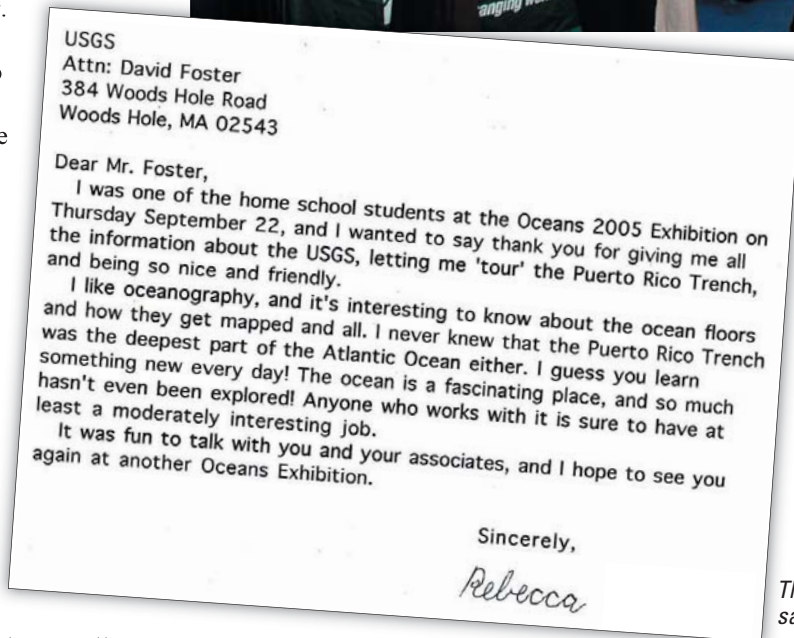 USGS
Attn: David Foster
384 Woods Hole Road
Woods Hole, MA 02543
Dear Mr. Foster,
I was one of the home school students at the Oceans 2005 Exhibition on
Thursday September 22, and I wanted to say thank you for giving me all
the information about the USGS, letting me 'tour' the Puerto Rico Trench,
and being so nice and friendly.
I like oceanography, and it's interesting to know about the ocean floors
and how they get mapped and all. I never knew that the Puerto Rico Trench
was the deepest part of the Atlantic Ocean either. I guess you learn
something new every day! The ocean is a fascinating place, and so much
hasn't even been explored! Anyone who works with it is sure to have at
least a moderately interesting job.
It was fun to talk with you and your associates, and I hope to see you
again at another Oceans Exhibition.
Sincerely,
Rebecca